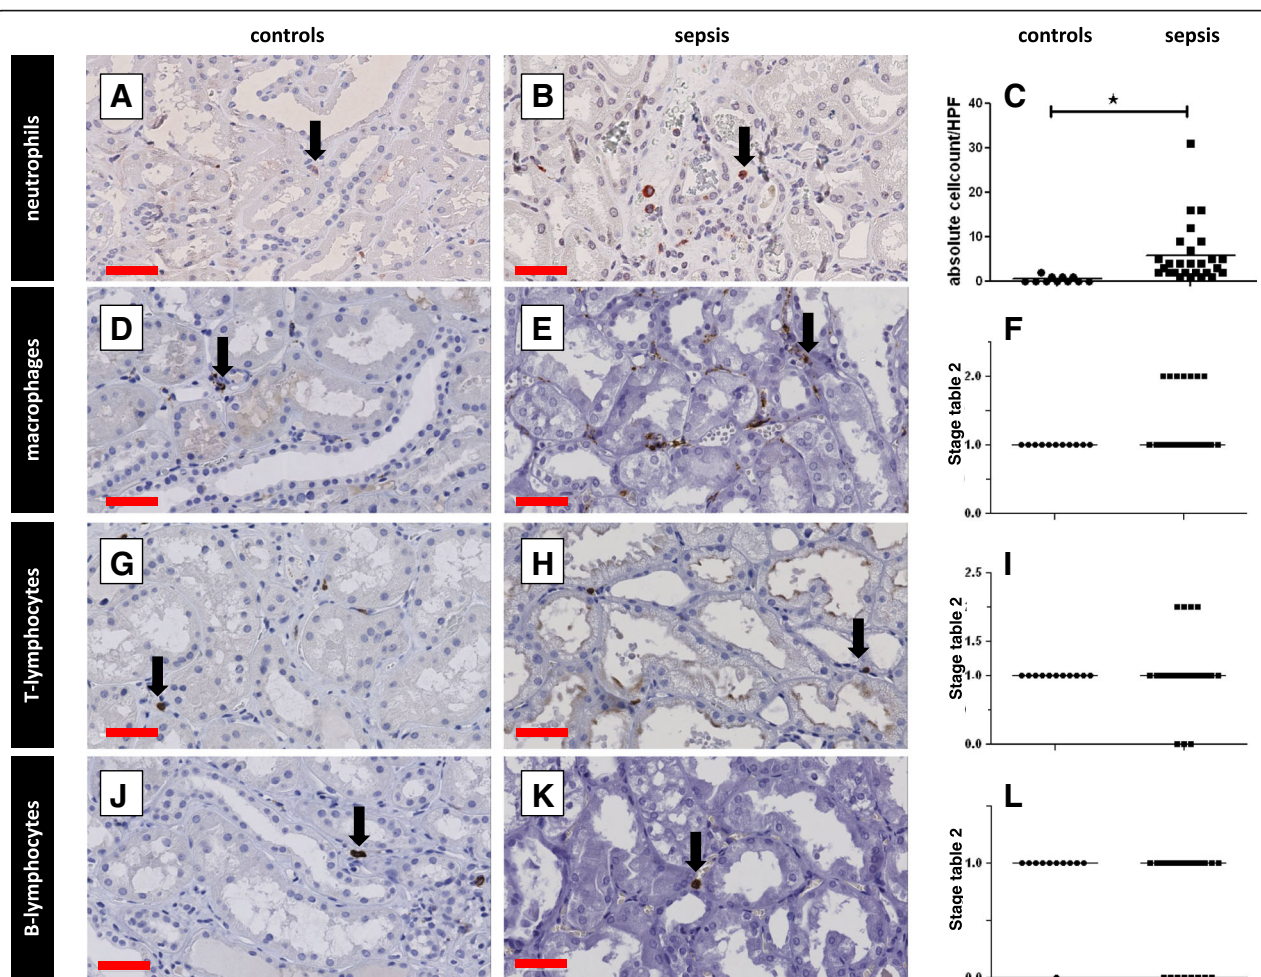 controls sepsis controls sepsis
neutrophils
A
B
C
★
absolute cellcount/HPF
40
30
20
10
0
macrophages
D
E
F
Stage table 2
2.0
1.0
0.0
T-lymphocytes
G
H
I
Stage table 2
2.5
1.5
1.0
0.0
B-lymphocytes
J
K
L
Stage table 2
1.0
0.0